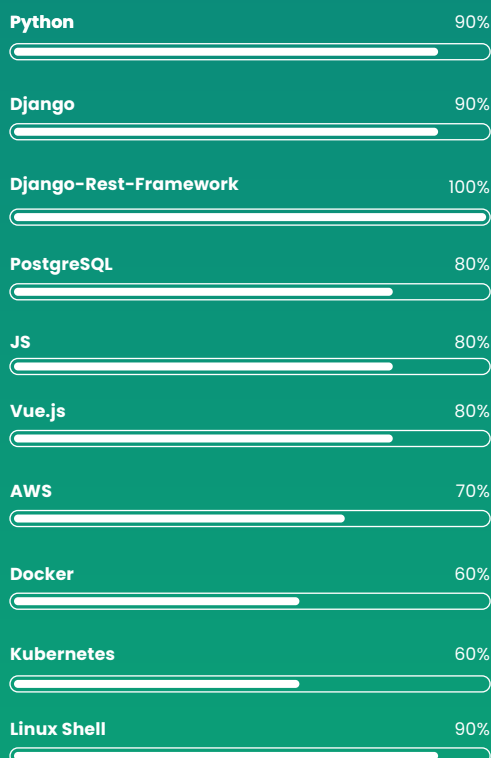 Python 90%
Django 90%
Django-Rest-Framework 100%
PostgreSQL 80%
JS 80%
Vue.js 80%
AWS 70%
Docker 60%
Kubernetes 60%
Linux Shell 90%